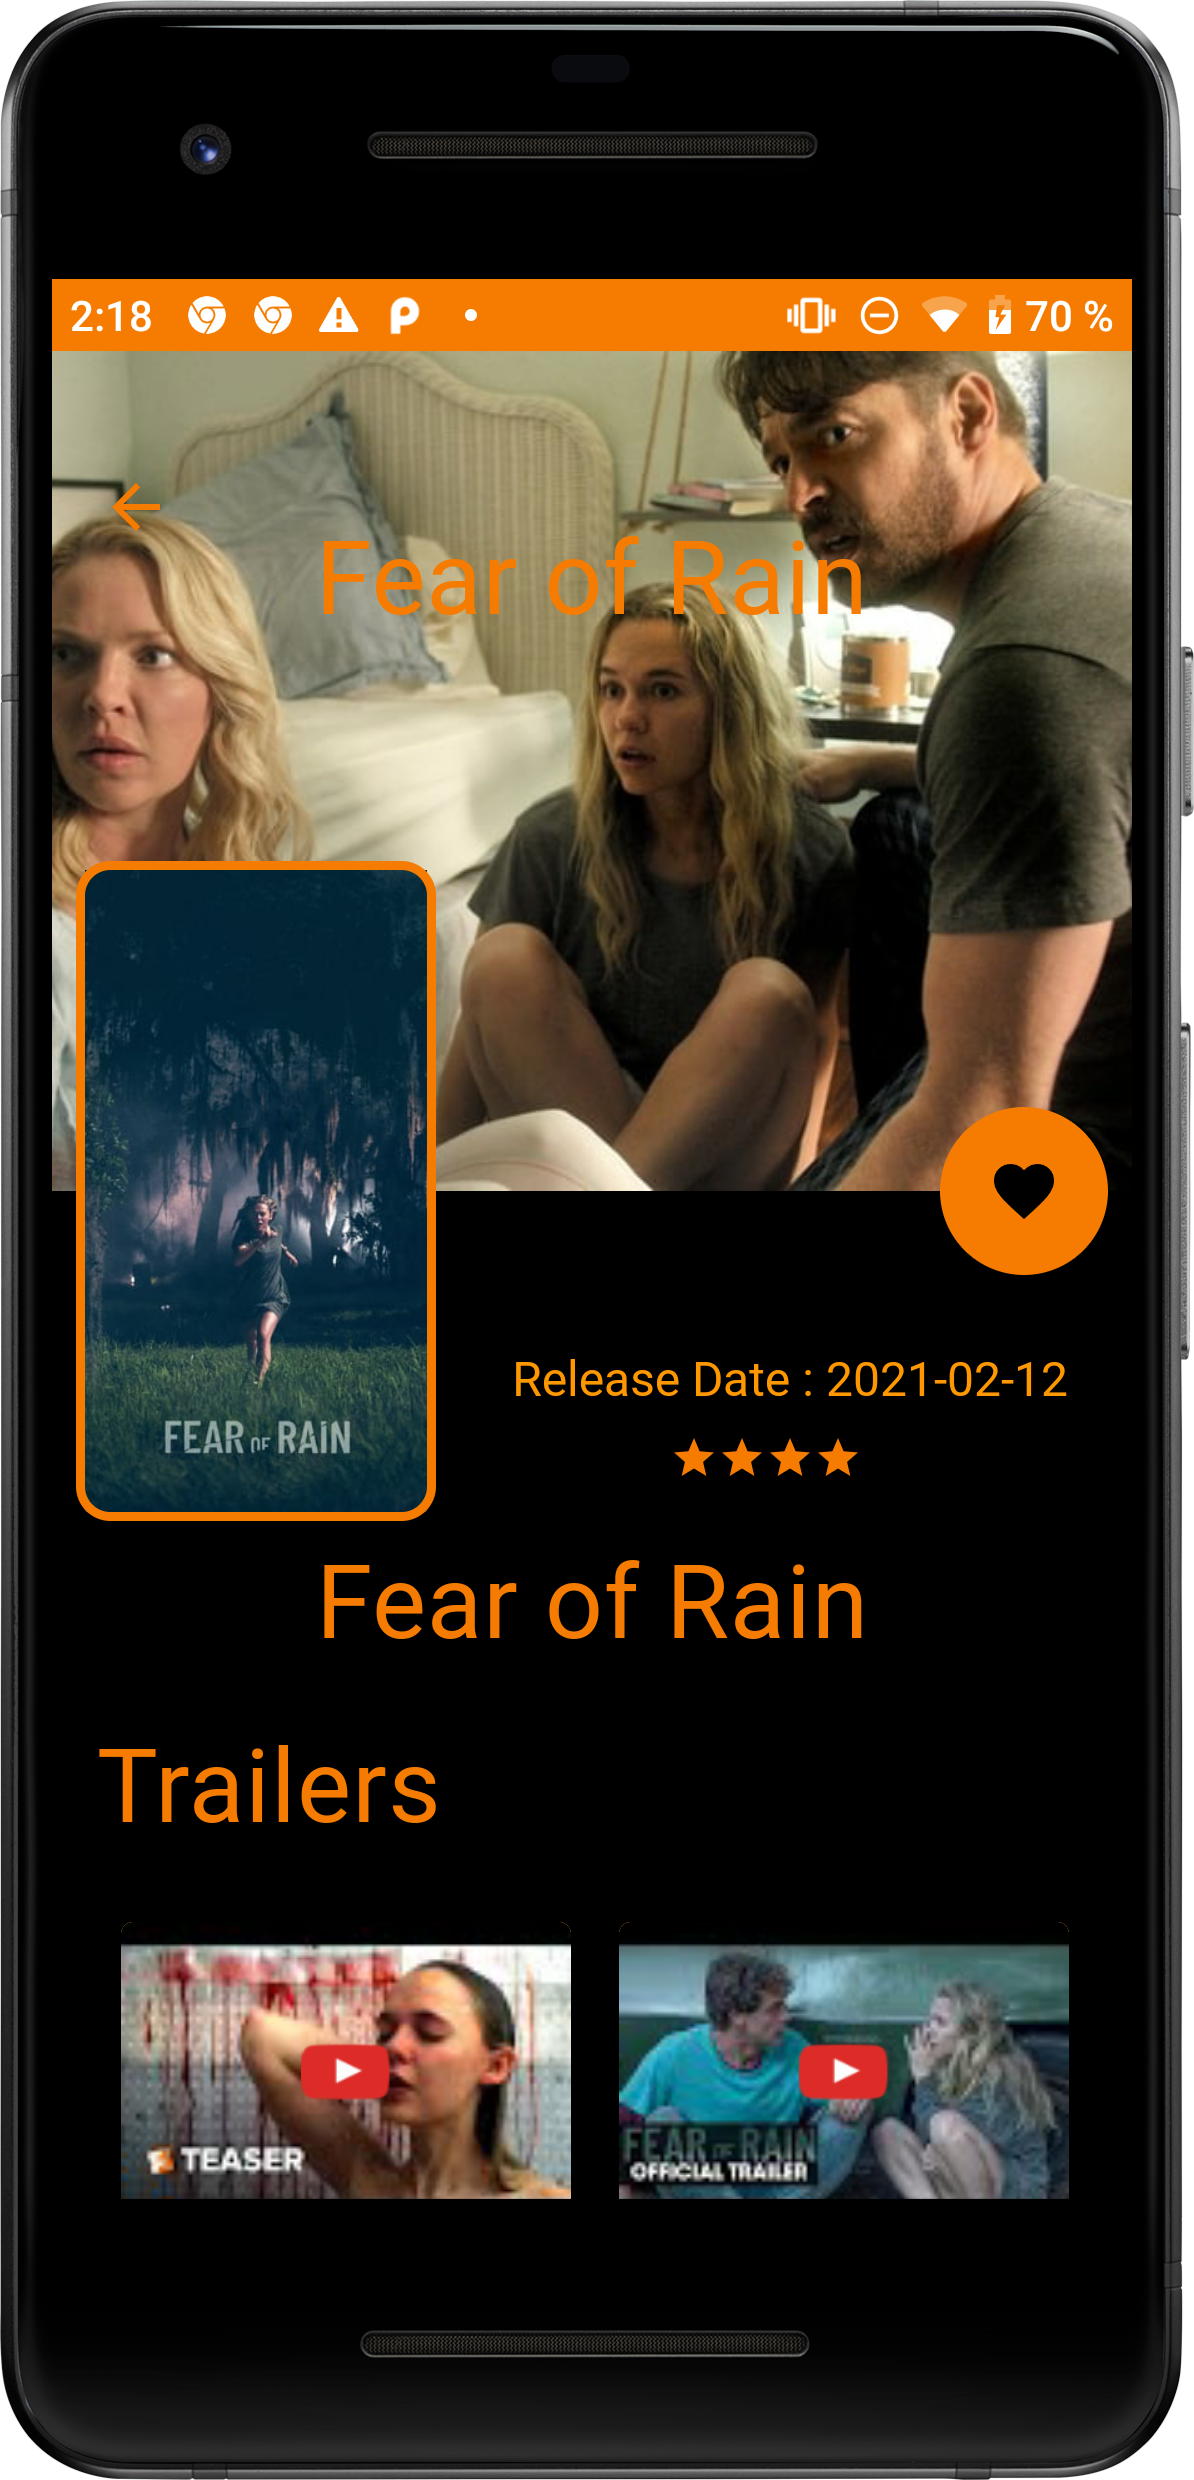 2:18 70 %
Fear of Rain
FEAR OF RAIN
Release Date : 2021-02-12
Fear of Rain
Trailers
TEASER
FEAR OF RAIN
OFFICIAL TRAILER